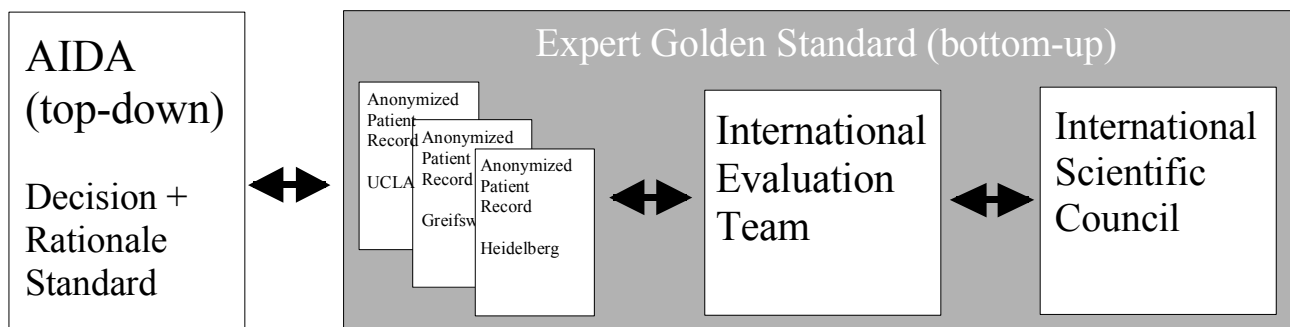 AIDA
(top-down)
Decision +
Rationale
Standard
Expert Golden Standard (bottom-up)
Anonymized
Patient
Record
UCLA
Anonymized
Patient
Record
Greifsw
Anonymized
Patient
Record
Heidelberg
International
Evaluation
Team
International
Scientific
Council